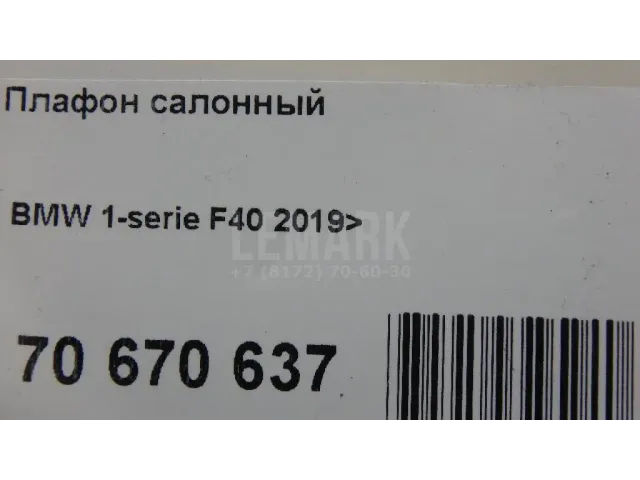 Плафон салонный
BMW 1-serie F40 2019>
LEMARK
+7 (8172) 70-60-30
70 670 637